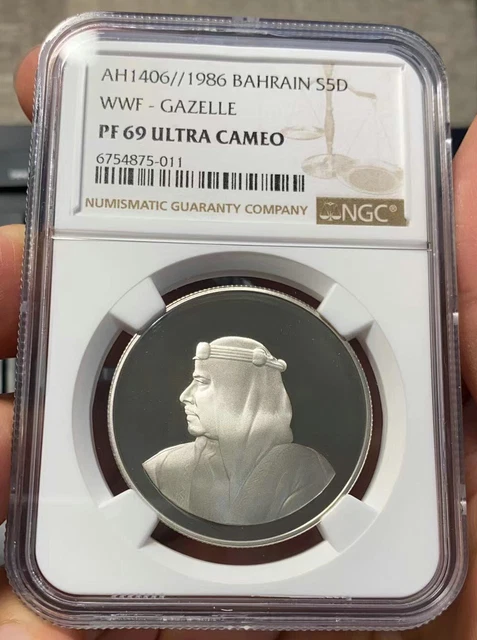 AH1406//1986 BAHRAIN S5D
WWF - GAZELLE
PF 69 ULTRA CAMEO
6754875-011
NUMISMATIC GUARANTY COMPANY NGC®